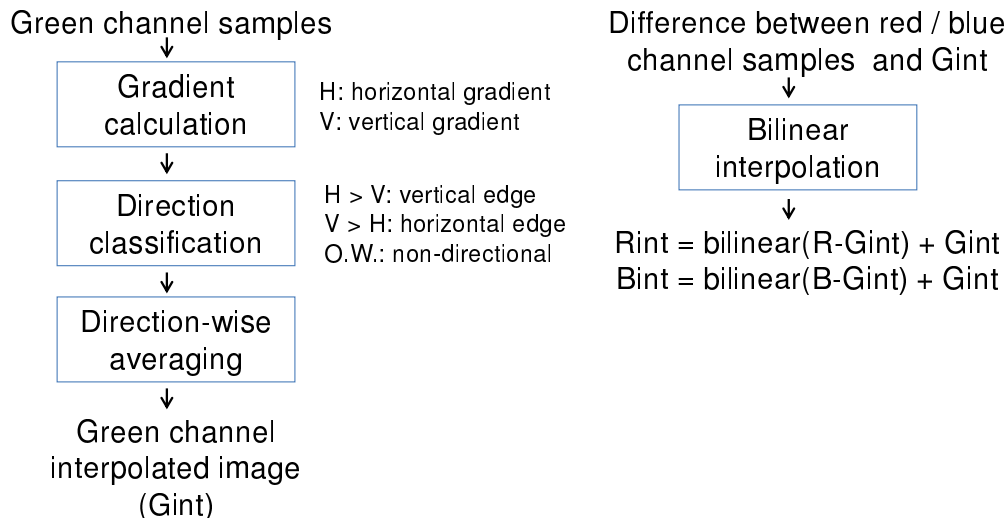 Green channel samples
Gradient
calculation
H: horizontal gradient
V: vertical gradient
Direction
classification
H > V: vertical edge
V > H: horizontal edge
O.W.: non-directional
Direction-wise
averaging
Green channel
interpolated image
(Gint)
Difference between red / blue
channel samples and Gint
Bilinear
interpolation
Rint = bilinear(R-Gint) + Gint
Bint = bilinear(B-Gint) + Gint